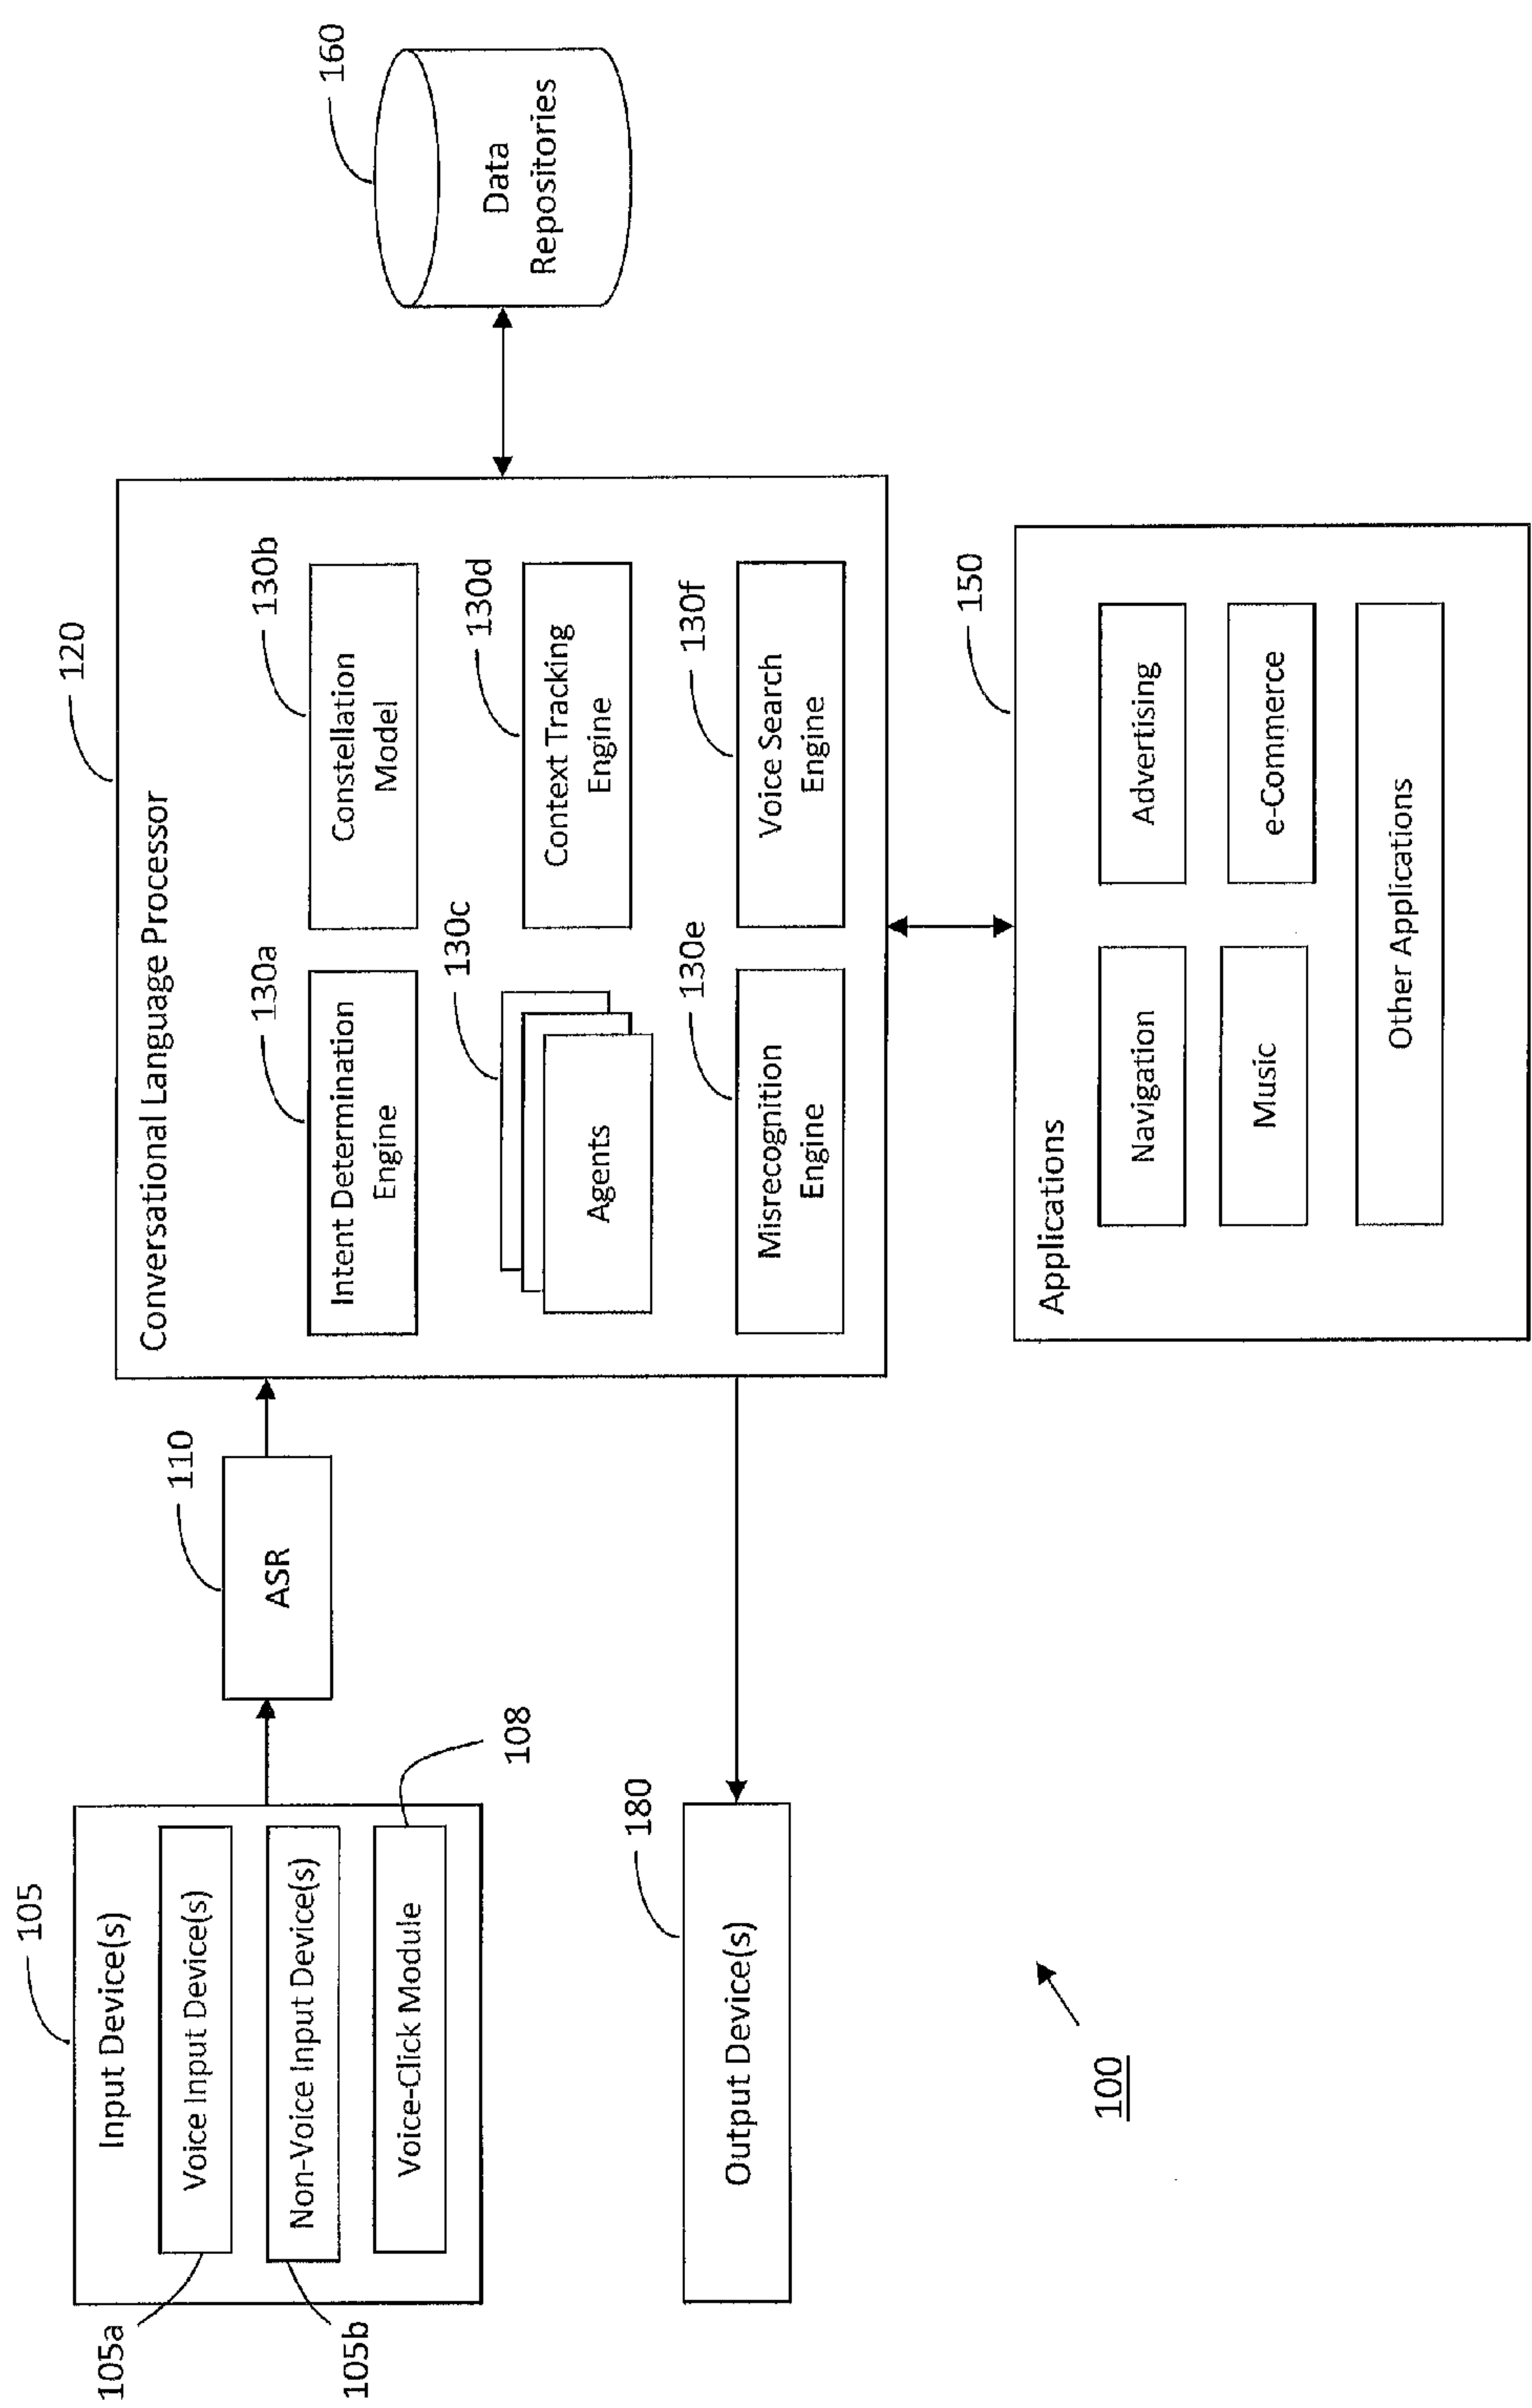 120
160
105
Input Device(s)
Voice Input Device(s)
Non-Voice Input Device(s)
Voice-Click Module
105a
105b
108
110
ASR
Conversational Language Processor
130a
Intent Determination
Engine
130b
Constellation
Model
130c
Agents
130d
Context Tracking
Engine
130e
Misrecognition
Engine
130f
Voice Search
Engine
Data
Repositories
180
Output Device(s)
150
Applications
Navigation
Advertising
Music
e-Commerce
Other Applications
100